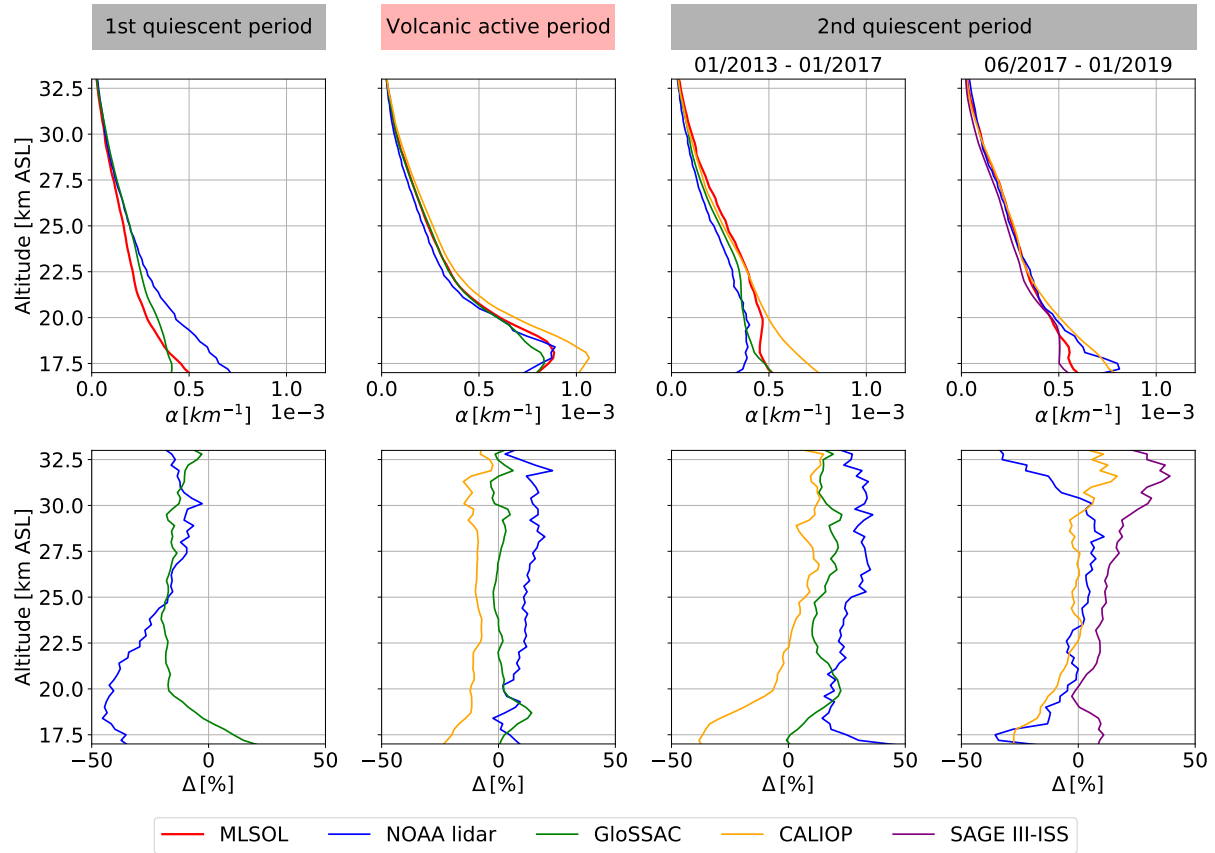 1st quiescent period
Volcanic active period
2nd quiescent period
01/2013 - 01/2017
06/2017 - 01/2019
Altitude [km ASL]
32.5
30.0
27.5
25.0
22.5
20.0
17.5
0.0 0.5 1.0
α [km⁻¹] 1e−3
0.0 0.5 1.0
α [km⁻¹] 1e−3
0.0 0.5 1.0
α [km⁻¹] 1e−3
0.0 0.5 1.0
α [km⁻¹] 1e−3
Altitude [km ASL]
32.5
30.0
27.5
25.0
22.5
20.0
17.5
−50 0 50
Δ [%]
−50 0 50
Δ [%]
−50 0 50
Δ [%]
−50 0 50
Δ [%]
MLSOL NOAA lidar GloSSAC CALIOP SAGE III-ISS